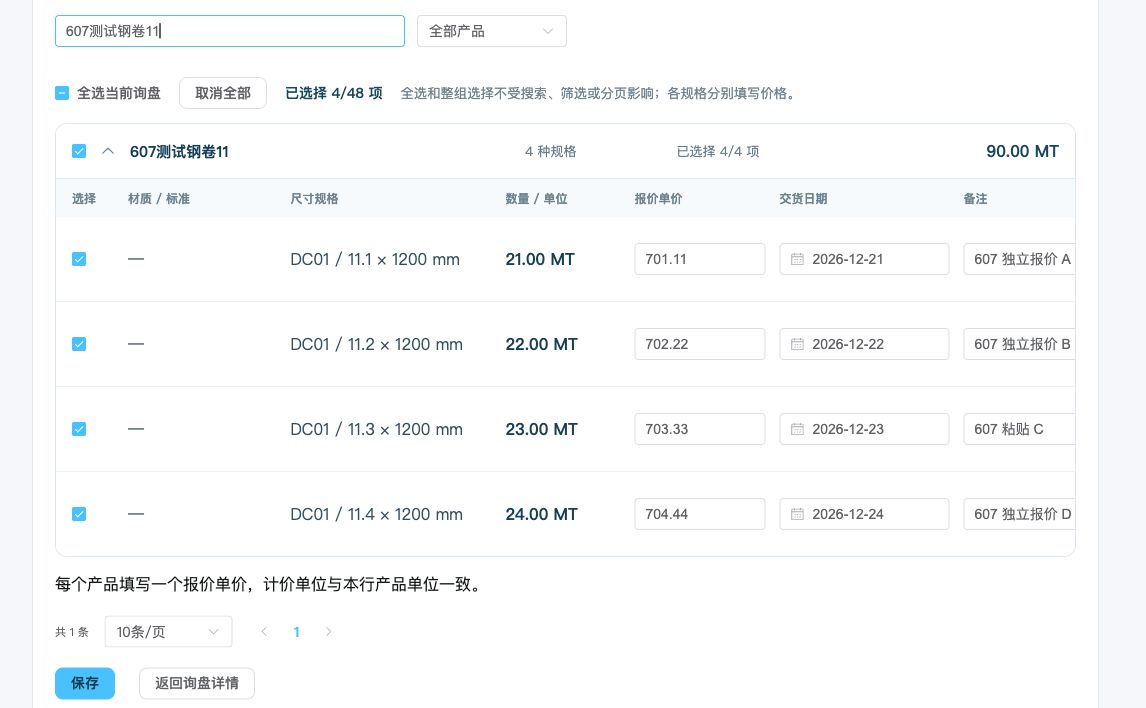 607测试钢卷11 全部产品
全选当前询盘 取消全部 已选择 4/48 项 全选和整组选择不受搜索、筛选或分页影响；各规格分别填写价格。
607测试钢卷11 4 种规格 已选择 4/4 项 90.00 MT
选择 材质 / 标准 尺寸规格 数量 / 单位 报价单价 交货日期 备注
— DC01 / 11.1 × 1200 mm 21.00 MT 701.11 2026-12-21 607 独立报价 A
— DC01 / 11.2 × 1200 mm 22.00 MT 702.22 2026-12-22 607 独立报价 B
— DC01 / 11.3 × 1200 mm 23.00 MT 703.33 2026-12-23 607 粘贴 C
— DC01 / 11.4 × 1200 mm 24.00 MT 704.44 2026-12-24 607 独立报价 D
每个产品填写一个报价单价，计价单位与本行产品单位一致。
共 1 条 10条/页 1
保存 返回询盘详情